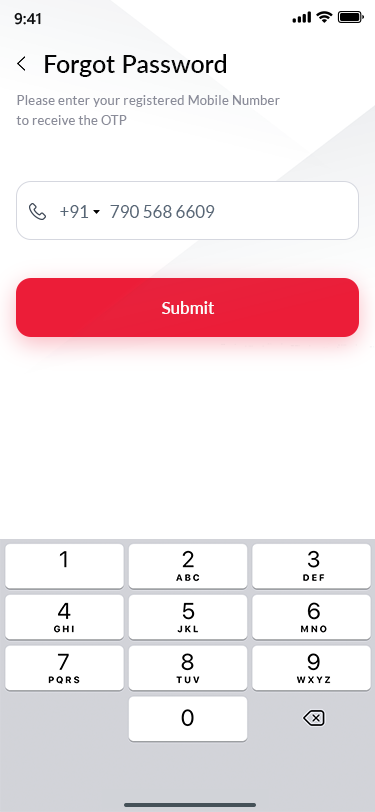 9:41
Forgot Password
Please enter your registered Mobile Number
to receive the OTP
+91 790 568 6609
Submit
1 2 3
ABC DEF
4 5 6
GHI JKL MNO
7 8 9
PQRS TUV WXYZ
0